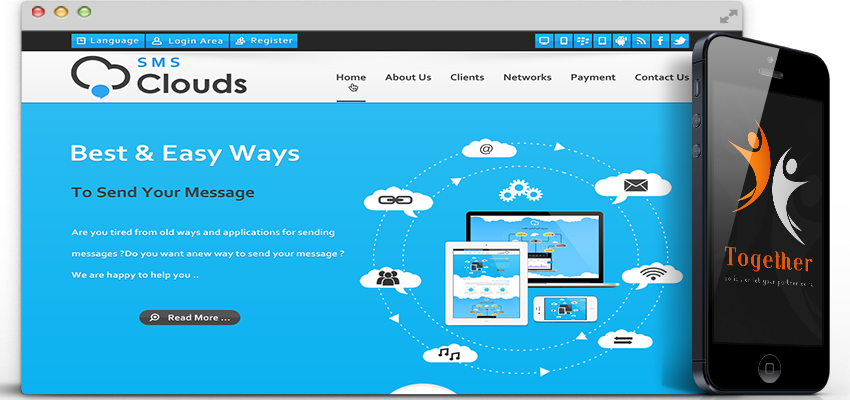 Language Login Area Register
SMS
Clouds
Home About Us Clients Networks Payment Contact Us
Best & Easy Ways
To Send Your Message
Are you tired from old ways and applications for sending
messages ?Do you want anew way to send your message ?
We are happy to help you ..
Read More ...
@
Together